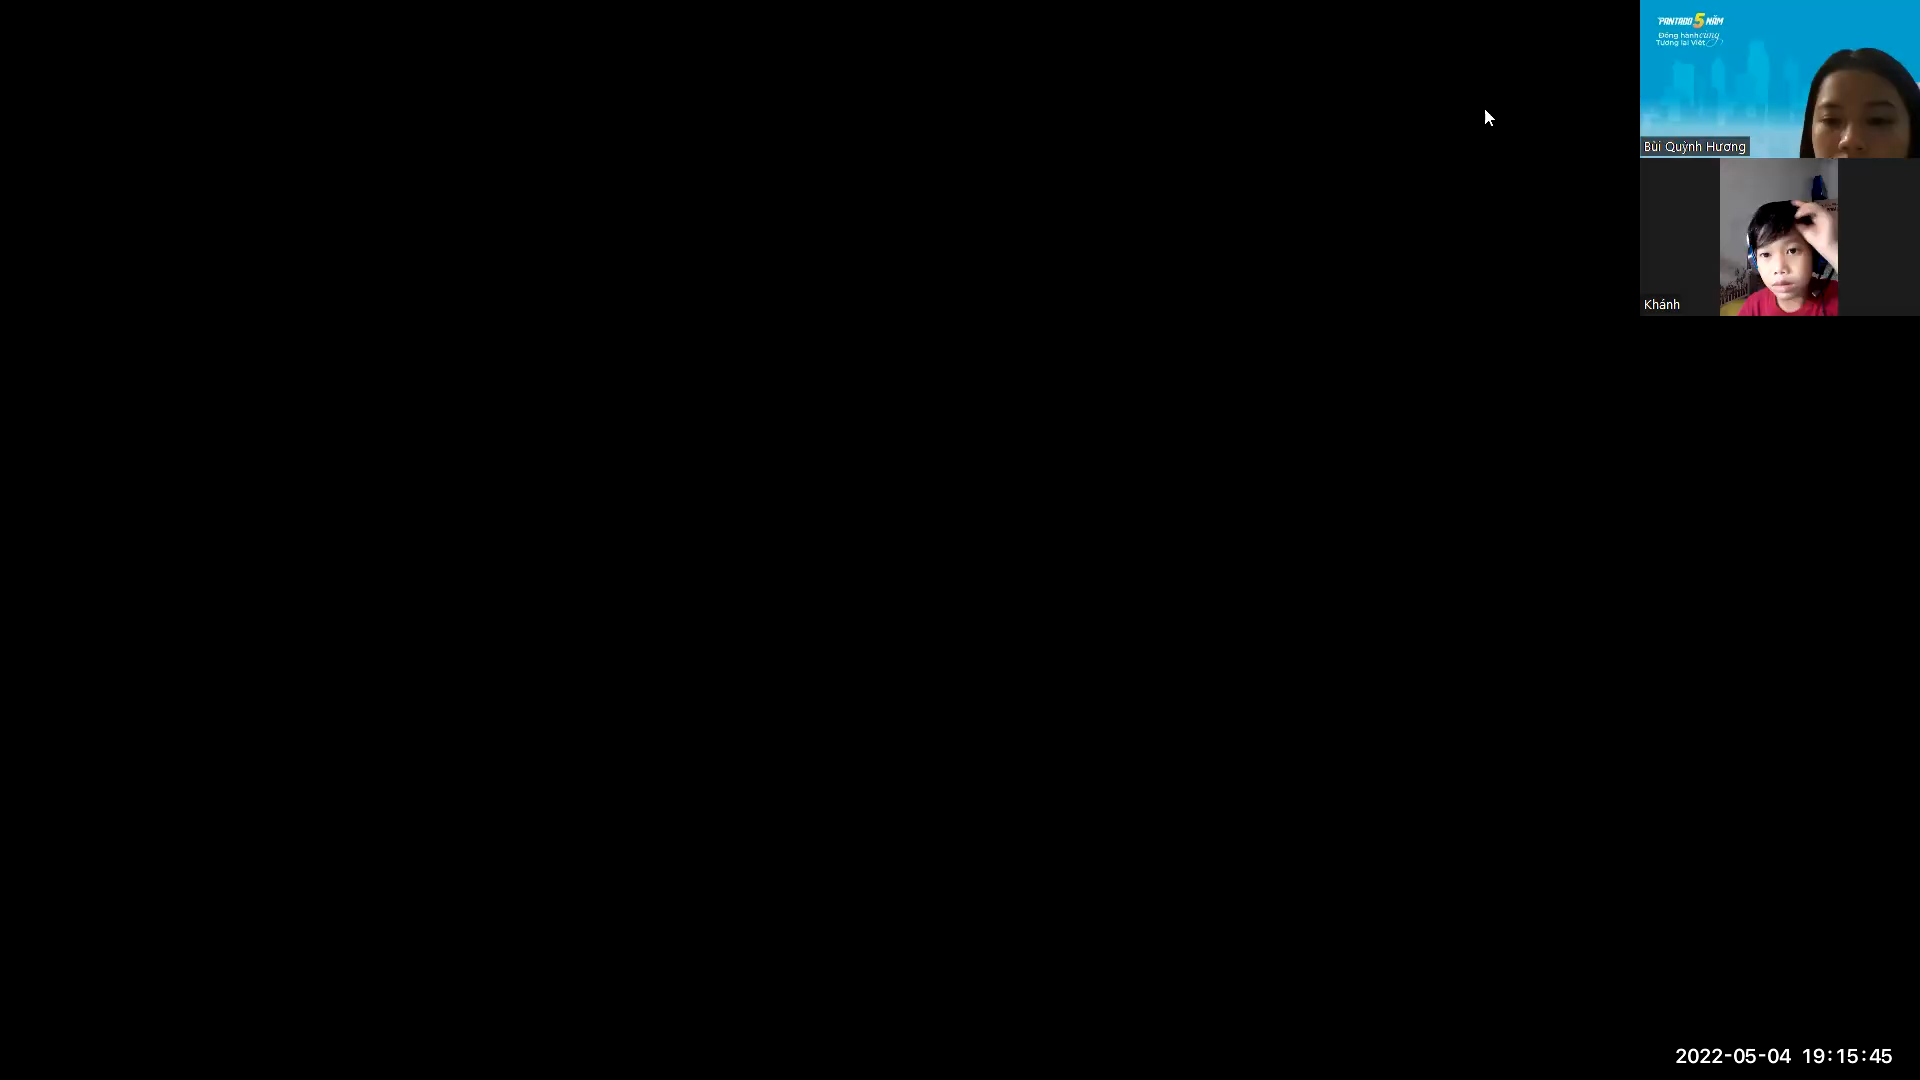 PANTADO 5 NĂM
Đồng hành cùng
Tương lai Việt
Bùi Quỳnh Hương
Khánh
2022-05-04 19:15:45